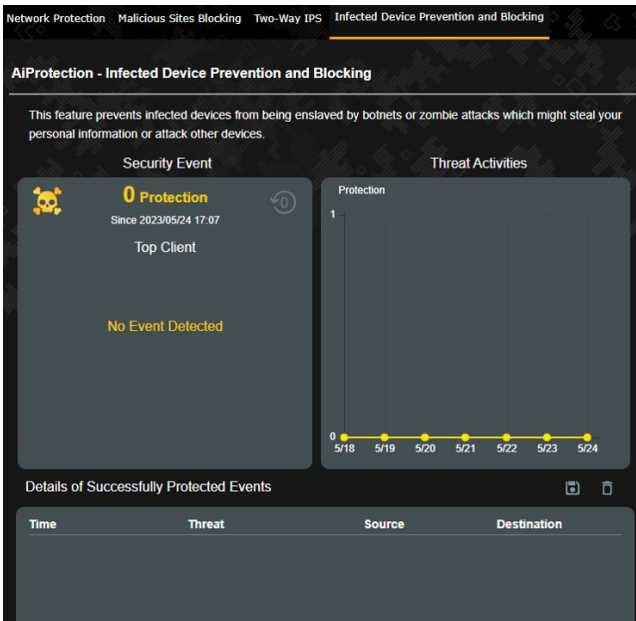 Network Protection Malicious Sites Blocking Two-Way IPS Infected Device Prevention and Blocking
AiProtection - Infected Device Prevention and Blocking
This feature prevents infected devices from being enslaved by botnets or zombie attacks which might steal your
personal information or attack other devices.
Security Event
0 Protection
0
Since 2023/05/24 17:07
Top Client
No Event Detected
Threat Activities
Protection
1
0
5/18 5/19 5/20 5/21 5/22 5/23 5/24
Details of Successfully Protected Events
Time Threat Source Destination